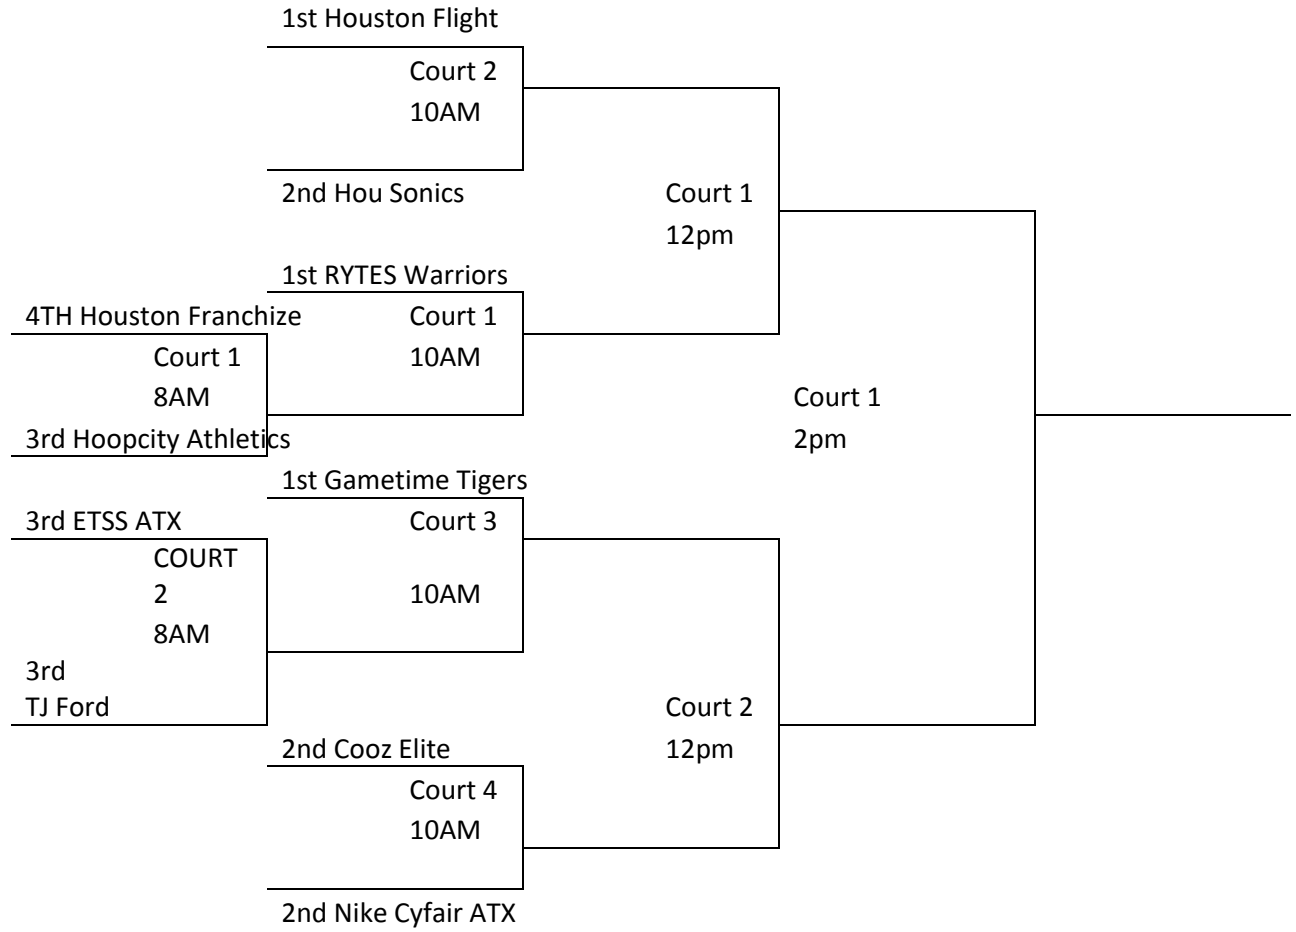 1st Houston Flight
Court 2
10AM
2nd Hou Sonics
Court 1
12pm
1st RYTES Warriors
4TH Houston Franchize
Court 1
10AM
Court 1
8AM
3rd Hoopcity Athletics
Court 1
2pm
1st Gametime Tigers
3rd ETSS ATX
Court 3
10AM
COURT
2
8AM
3rd
TJ Ford
Court 2
12pm
2nd Cooz Elite
Court 4
10AM
2nd Nike Cyfair ATX